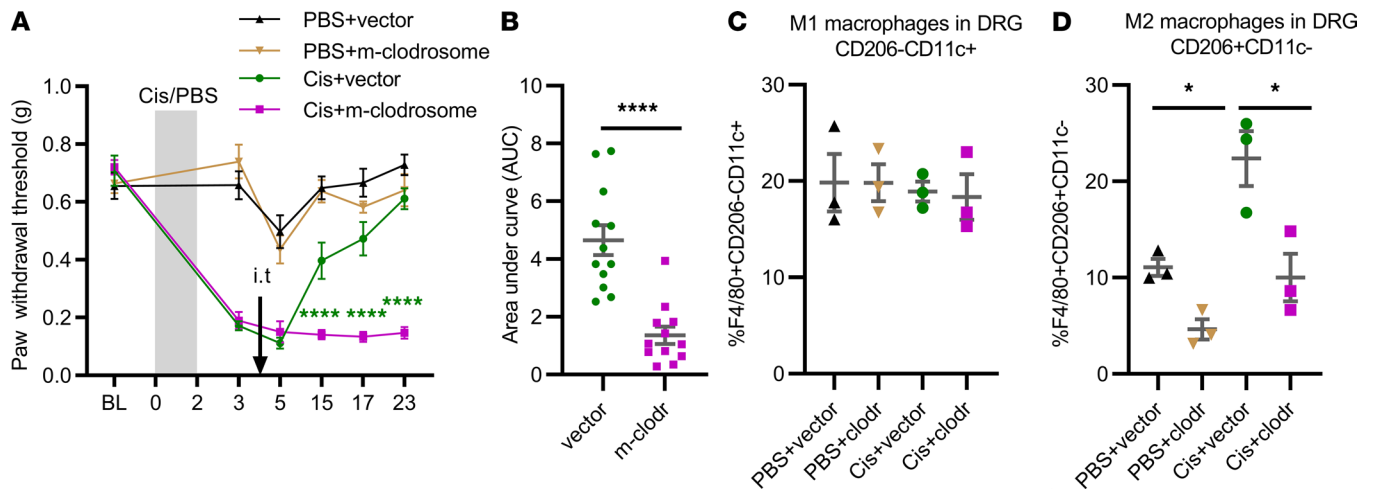 A
PBS+vector
PBS+m-clodrosome
Cis+vector
Cis+m-clodrosome
Paw withdrawal threshold (g)
1.0
0.8
0.6
0.4
0.2
0.0
Cis/PBS
i.t
**** **** ****
BL 0 2 3 5 15 17 23
B
Area under curve (AUC)
10
8
6
4
2
0
****
vector
m-clodr
C
M1 macrophages in DRG
CD206-CD11c+
%F4/80+CD206-CD11c+
30
20
10
0
PBS+vector
PBS+clodr
Cis+vector
Cis+clodr
D
M2 macrophages in DRG
CD206+CD11c-
%F4/80+CD206+CD11c-
30
20
10
0
* *
PBS+vector
PBS+clodr
Cis+vector
Cis+clodr